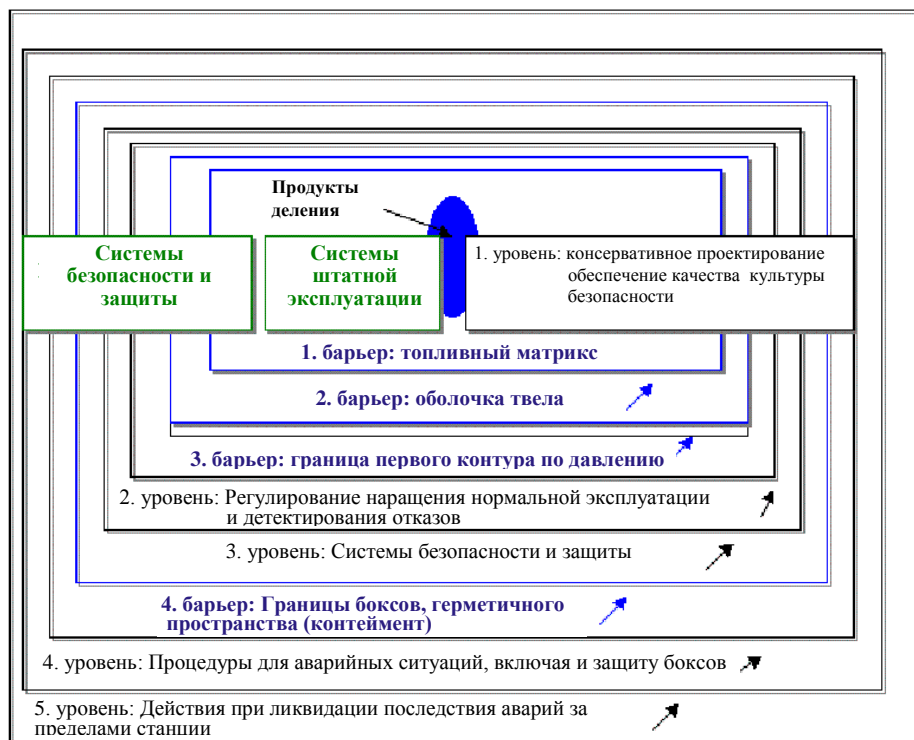 Продукты
деления
Системы
безопасности и
защиты
Системы
штатной
эксплуатации
1. уровень: консервативное проектирование
обеспечение качества культуры
безопасности
1. барьер: топливный матрикс
2. барьер: оболочка твела
3. барьер: граница первого контура по давлению
2. уровень: Регулирование наращения нормальной эксплуатации
и детектирования отказов
3. уровень: Системы безопасности и защиты
4. барьер: Границы боксов, герметичного
пространства (контеймент)
4. уровень: Процедуры для аварийных ситуаций, включая и защиту боксов
5. уровень: Действия при ликвидации последствия аварий за
пределами станции